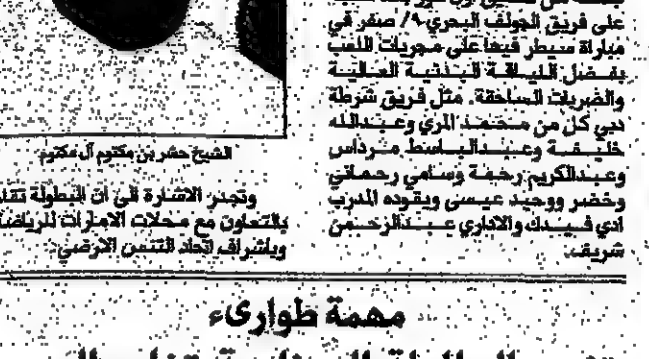 على فريق الجولف البحري ٩/ صفر في
مباراة سيطر فيها على مجريات اللعب
بفضل اللياقة البدنية العالية
والضربات الساحقة. مثل فريق شرطة
دبي كل من محمد المري وعبدالله
خليفة وعبدالباسط مرداس
وعبدالكريم رحمة وسامي رحماني
وخضر ووحيد عيسى ويقوده المدرب
ادي فيدك والاداري عبدالرحمن
شريف.
الشيخ حشر بن مكتوم آل مكتوم
وتجدر الاشارة الى ان البطولة تقام
بالتعاون مع محلات الامارات للرياضة
وباشراف اتحاد التنس الارضي.
مهمة طوارىء